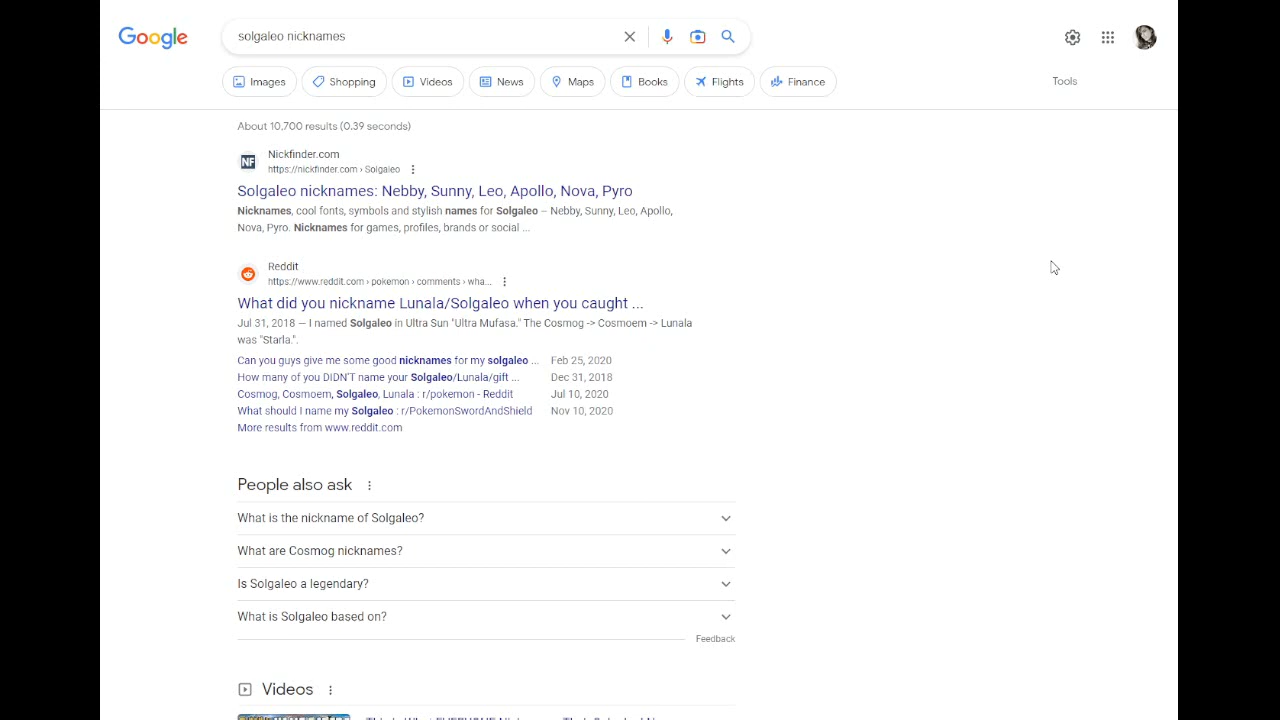 Google
solgaleo nicknames
Images Shopping Videos News Maps Books Flights Finance
Tools
About 10,700 results (0.39 seconds)
NF
Nickfinder.com
https://nickfinder.com › Solgaleo
Solgaleo nicknames: Nebby, Sunny, Leo, Apollo, Nova, Pyro
Nicknames, cool fonts, symbols and stylish names for Solgaleo – Nebby, Sunny, Leo, Apollo,
Nova, Pyro. Nicknames for games, profiles, brands or social ...
Reddit
https://www.reddit.com › pokemon › comments › wha...
What did you nickname Lunala/Solgaleo when you caught ...
Jul 31, 2018 — I named Solgaleo in Ultra Sun "Ultra Mufasa." The Cosmog -> Cosmoem -> Lunala
was "Starla.".
Can you guys give me some good nicknames for my solgaleo ... Feb 25, 2020
How many of you DIDN'T name your Solgaleo/Lunala/gift ... Dec 31, 2018
Cosmog, Cosmoem, Solgaleo, Lunala : r/pokemon - Reddit Jul 10, 2020
What should I name my Solgaleo : r/PokemonSwordAndShield Nov 10, 2020
More results from www.reddit.com
People also ask
What is the nickname of Solgaleo?
What are Cosmog nicknames?
Is Solgaleo a legendary?
What is Solgaleo based on?
Feedback
Videos